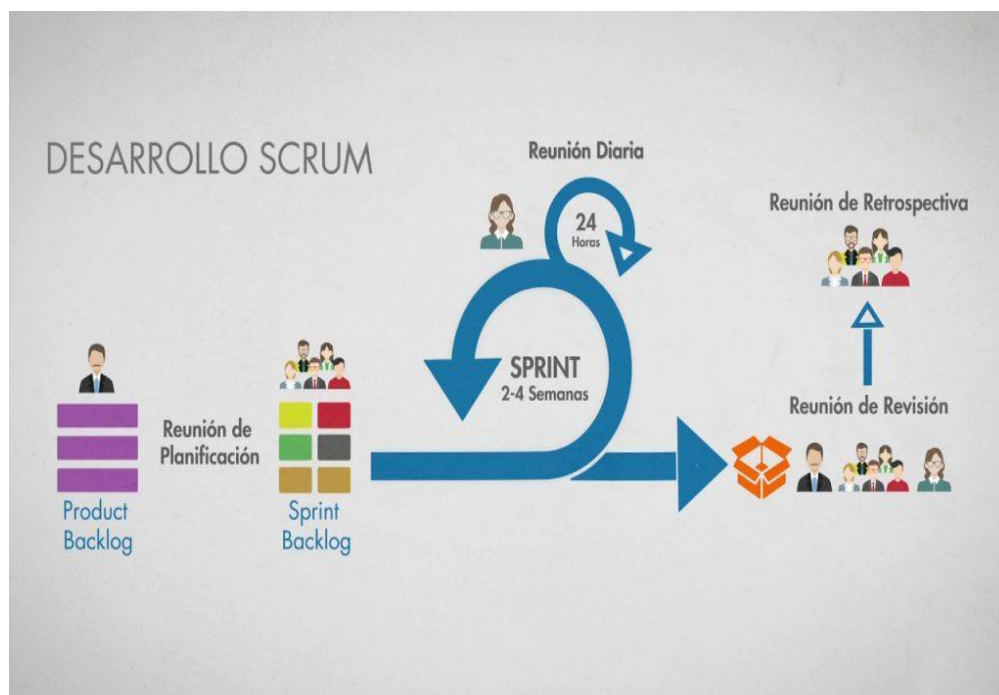 DESARROLLO SCRUM
Reunión Diaria
24
Horas
SPRINT
2-4 Semanas
Reunión de
Planificación
Product
Backlog
Sprint
Backlog
Reunión de Retrospectiva
Reunión de Revisión